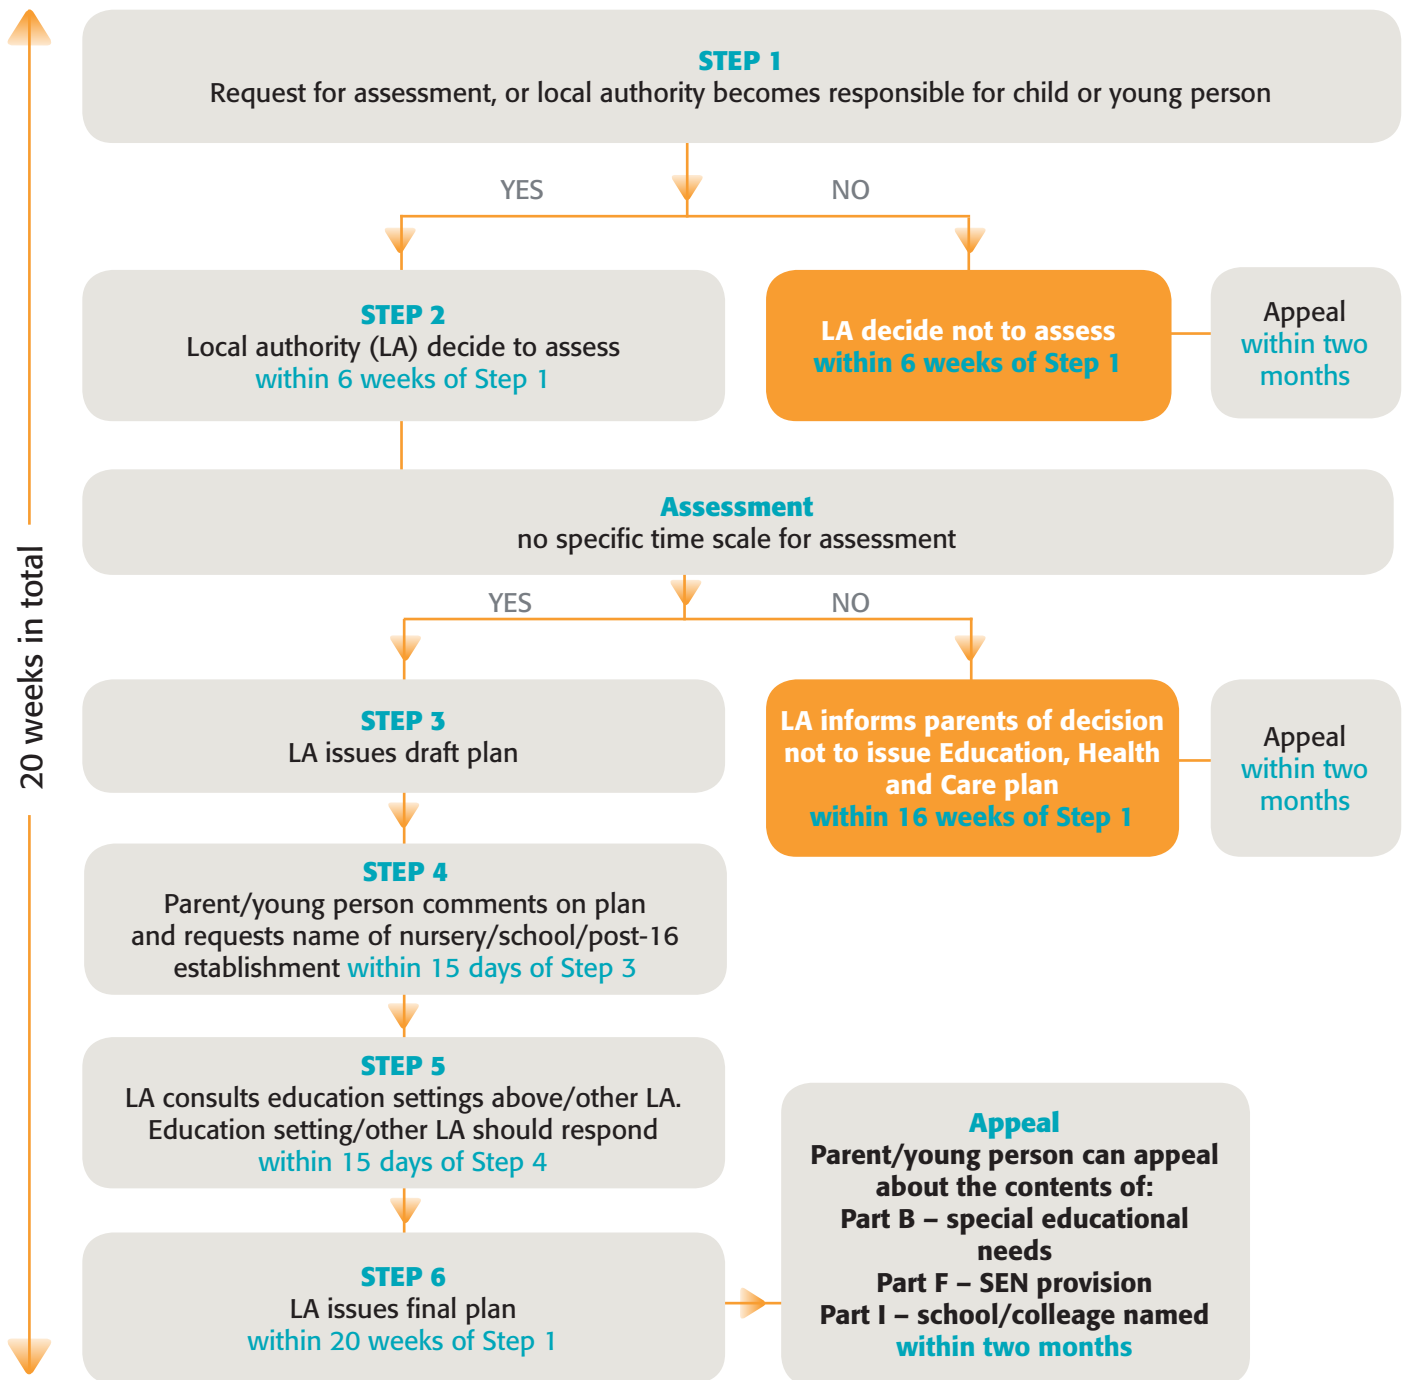 20 weeks in total
STEP 1
Request for assessment, or local authority becomes responsible for child or young person
YES
NO
STEP 2
Local authority (LA) decide to assess
within 6 weeks of Step 1
LA decide not to assess
within 6 weeks of Step 1
Appeal
within two
months
Assessment
no specific time scale for assessment
YES
NO
STEP 3
LA issues draft plan
LA informs parents of decision
not to issue Education, Health
and Care plan
within 16 weeks of Step 1
Appeal
within two
months
STEP 4
Parent/young person comments on plan
and requests name of nursery/school/post-16
establishment within 15 days of Step 3
STEP 5
LA consults education settings above/other LA.
Education setting/other LA should respond
within 15 days of Step 4
STEP 6
LA issues final plan
within 20 weeks of Step 1
Appeal
Parent/young person can appeal
about the contents of:
Part B – special educational
needs
Part F – SEN provision
Part I – school/colleage named
within two months